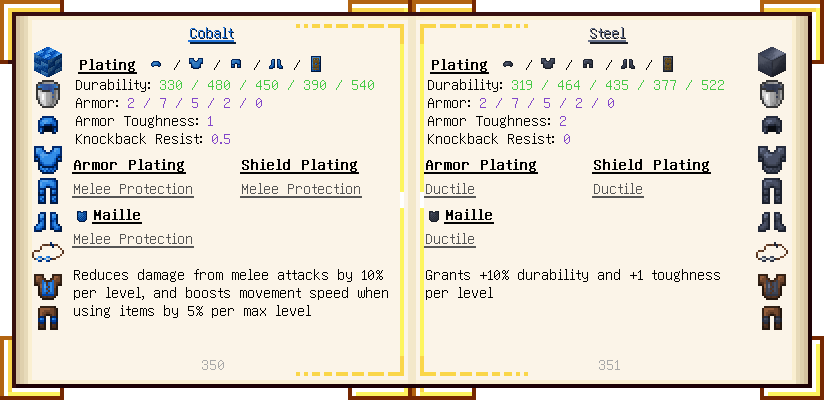 Cobalt
Plating / / / /
Durability: 330 / 480 / 450 / 390 / 540
Armor: 2 / 7 / 5 / 2 / 0
Armor Toughness: 1
Knockback Resist: 0.5
Armor Plating Shield Plating
Melee Protection Melee Protection
Maille
Melee Protection
Reduces damage from melee attacks by 10%
per level, and boosts movement speed when
using items by 5% per max level
350
Steel
Plating / / / /
Durability: 319 / 464 / 435 / 377 / 522
Armor: 2 / 7 / 5 / 2 / 0
Armor Toughness: 2
Knockback Resist: 0
Armor Plating Shield Plating
Ductile Ductile
Maille
Ductile
Grants +10% durability and +1 toughness
per level
351